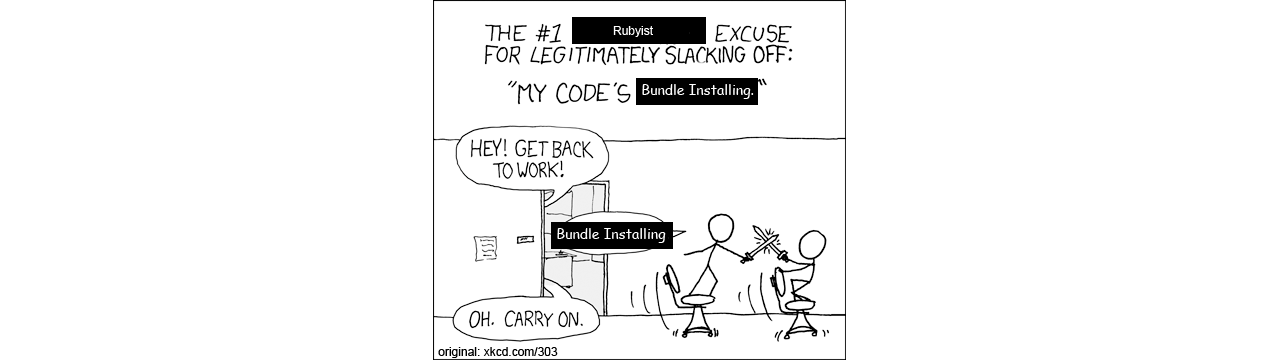 THE #1 Rubyist EXCUSE
FOR LEGITIMATELY SLACKING OFF:
"MY CODE'S Bundle Installing."
HEY! GET BACK
TO WORK!
Bundle Installing
OH. CARRY ON.
original: xkcd.com/303